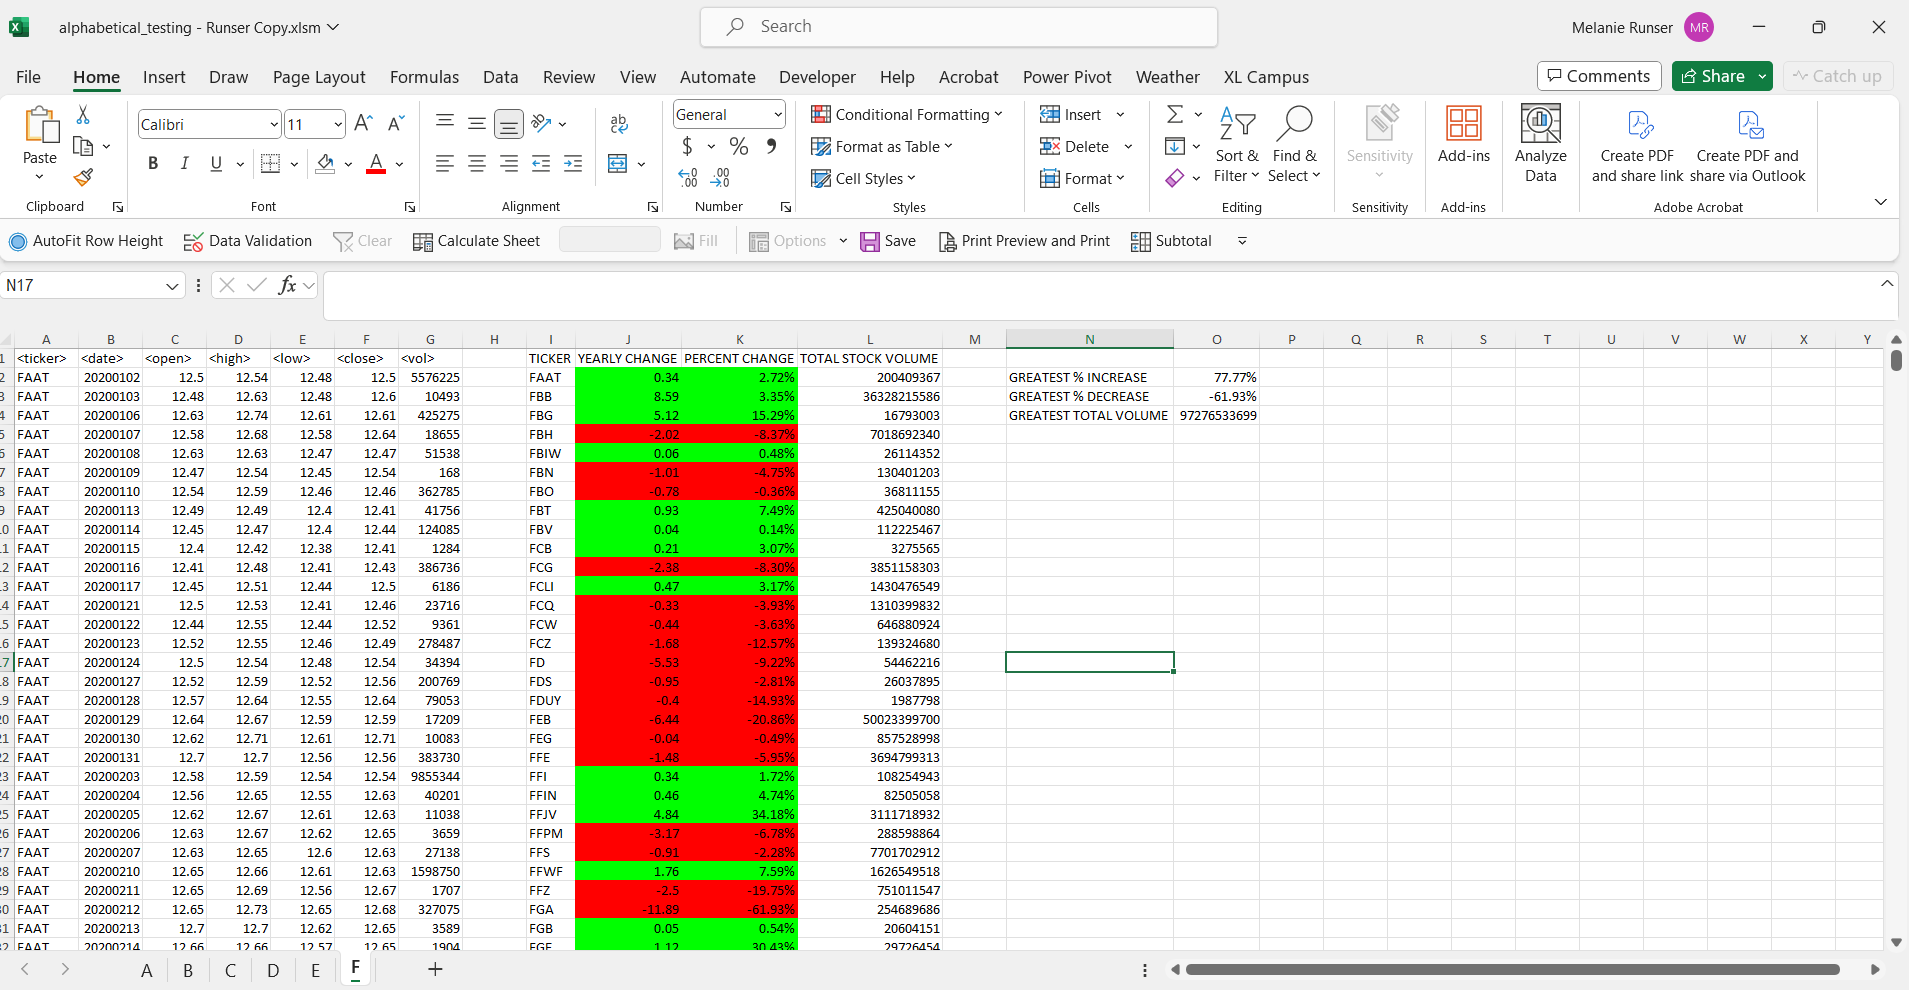 alphabetical_testing - Runser Copy.xlsm
Search
Melanie Runser MR
File Home Insert Draw Page Layout Formulas Data Review View Automate Developer Help Acrobat Power Pivot Weather XL Campus Comments Share Catch up
Paste
Clipboard
Calibri 11
B I U
Font
ab
Alignment
General
$ % 9
Number
Conditional Formatting
Format as Table
Cell Styles
Styles
Insert
Delete
Format
Cells
Sort & Filter
Find & Select
Editing
Sensitivity
Sensitivity
Add-ins
Add-ins
Analyze Data
Create PDF and share link
Create PDF and share via Outlook
Adobe Acrobat
AutoFit Row Height Data Validation Clear Calculate Sheet Fill Options Save Print Preview and Print Subtotal
N17 fx
A B C D E F G H I J K L M N O P Q R S T U V W X Y
1 <ticker> <date> <open> <high> <low> <close> <vol> TICKER YEARLY CHANGE PERCENT CHANGE TOTAL STOCK VOLUME
2 FAAT 20200102 12.5 12.54 12.48 12.5 5576225 FAAT 0.34 2.72% 200409367 GREATEST % INCREASE 77.77%
3 FAAT 20200103 12.48 12.63 12.48 12.6 10493 FBB 8.59 3.35% 36328215586 GREATEST % DECREASE -61.93%
4 FAAT 20200106 12.63 12.74 12.61 12.61 425275 FBG 5.12 15.29% 16793003 GREATEST TOTAL VOLUME 97276533699
5 FAAT 20200107 12.58 12.68 12.58 12.64 18655 FBH -2.02 -8.37% 7018692340
6 FAAT 20200108 12.63 12.63 12.47 12.47 51538 FBIW 0.06 0.48% 26114352
7 FAAT 20200109 12.47 12.54 12.45 12.54 168 FBN -1.01 -4.75% 130401203
8 FAAT 20200110 12.54 12.59 12.46 12.46 362785 FBO -0.78 -0.36% 36811155
9 FAAT 20200113 12.49 12.49 12.4 12.41 41756 FBT 0.93 7.49% 425040080
0 FAAT 20200114 12.45 12.47 12.4 12.44 124085 FBV 0.04 0.14% 112225467
1 FAAT 20200115 12.4 12.42 12.38 12.41 1284 FCB 0.21 3.07% 3275565
2 FAAT 20200116 12.41 12.48 12.41 12.43 386736 FCG -2.38 -8.30% 3851158303
3 FAAT 20200117 12.45 12.51 12.44 12.5 6186 FCLI 0.47 3.17% 1430476549
4 FAAT 20200121 12.5 12.53 12.41 12.46 23716 FCQ -0.33 -3.93% 1310399832
5 FAAT 20200122 12.44 12.55 12.44 12.52 9361 FCW -0.44 -3.63% 646880924
6 FAAT 20200123 12.52 12.55 12.46 12.49 278487 FCZ -1.68 -12.57% 139324680
7 FAAT 20200124 12.5 12.54 12.48 12.54 34394 FD -5.53 -9.22% 54462216
8 FAAT 20200127 12.52 12.59 12.52 12.56 200769 FDS -0.95 -2.81% 26037895
9 FAAT 20200128 12.57 12.64 12.55 12.64 79053 FDUY -0.4 -14.93% 1987798
20 FAAT 20200129 12.64 12.67 12.59 12.59 17209 FEB -6.44 -20.86% 50023399700
21 FAAT 20200130 12.62 12.71 12.61 12.71 10083 FEG -0.04 -0.49% 857528998
22 FAAT 20200131 12.7 12.7 12.56 12.56 383730 FFE -1.48 -5.95% 3694799313
23 FAAT 20200203 12.58 12.59 12.54 12.54 9855344 FFI 0.34 1.72% 108254943
24 FAAT 20200204 12.56 12.65 12.55 12.63 40201 FFIN 0.46 4.74% 82505058
25 FAAT 20200205 12.62 12.67 12.61 12.63 11038 FFJV 4.84 34.18% 3111718932
26 FAAT 20200206 12.63 12.67 12.62 12.65 3659 FFPM -3.17 -6.78% 288598864
27 FAAT 20200207 12.63 12.65 12.6 12.63 27138 FFS -0.91 -2.28% 7701702912
28 FAAT 20200210 12.65 12.66 12.61 12.63 1598750 FFWF 1.76 7.59% 1626549518
29 FAAT 20200211 12.65 12.69 12.56 12.67 1707 FFZ -2.5 -19.75% 751011547
30 FAAT 20200212 12.65 12.73 12.65 12.68 327075 FGA -11.89 -61.93% 254689686
31 FAAT 20200213 12.7 12.7 12.62 12.65 3589 FGB 0.05 0.54% 20604151
32 FAAT 20200214 12.66 12.66 12.57 12.65 1904 FGE 1.12 30.43% 29726454
A B C D E F